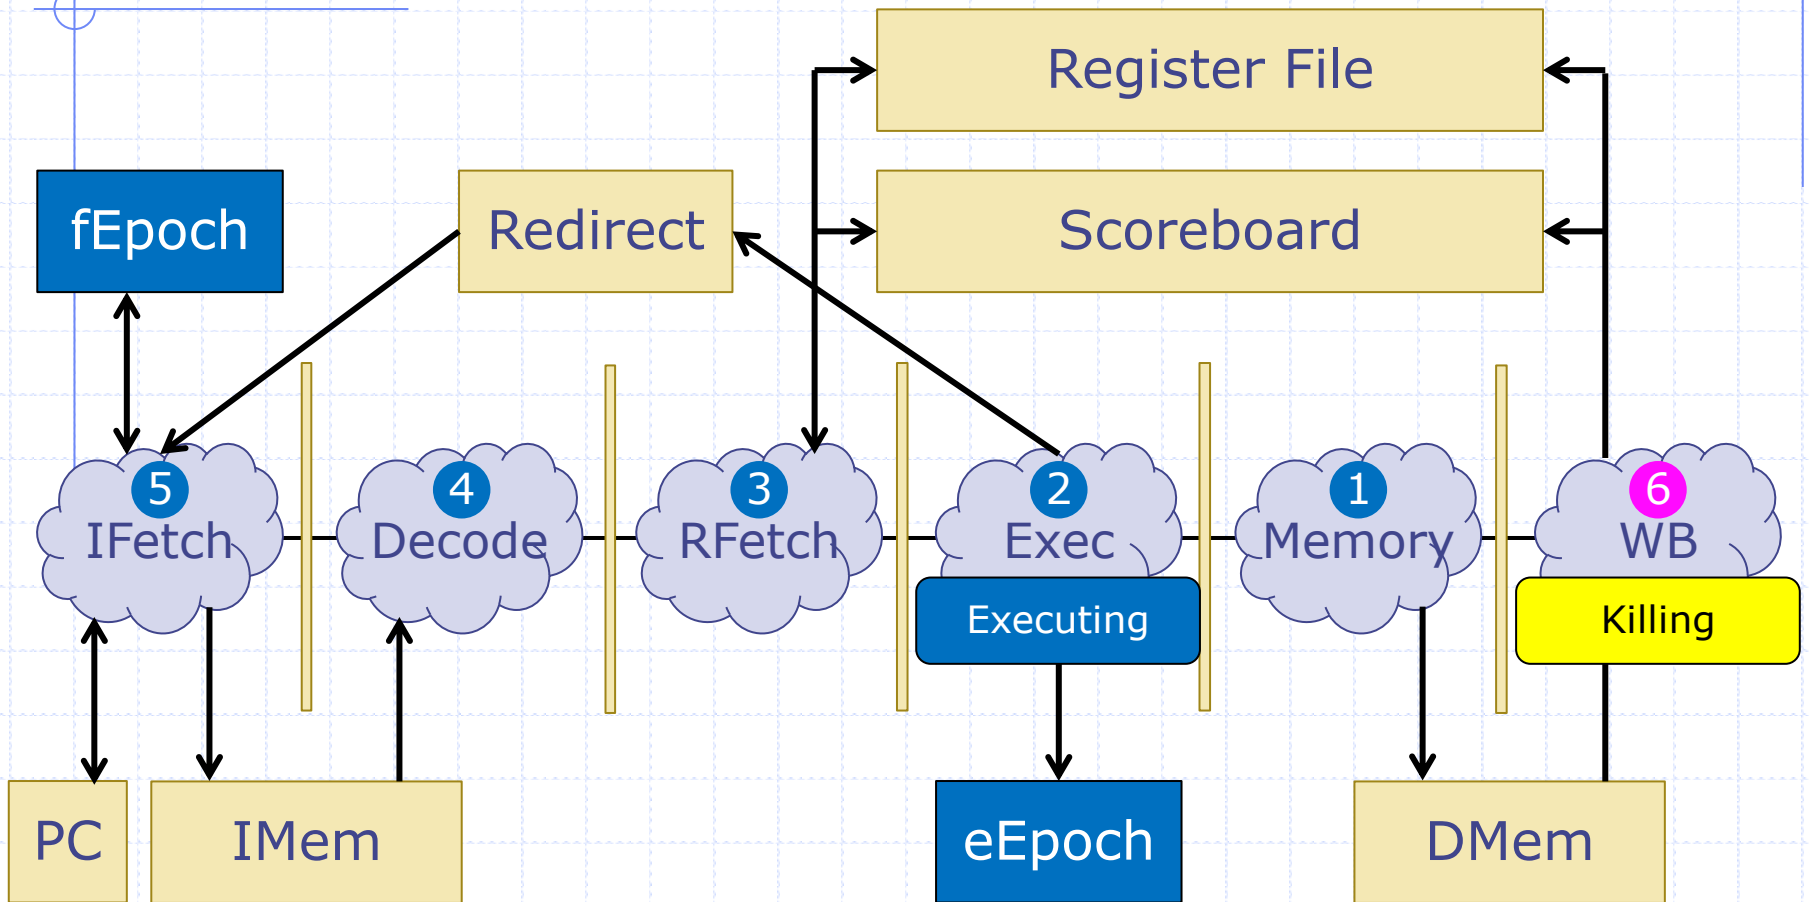 Register File
fEpoch
Redirect
Scoreboard
5
IFetch
4
Decode
3
RFetch
2
Exec
1
Memory
6
WB
Executing
Killing
PC
IMem
eEpoch
DMem